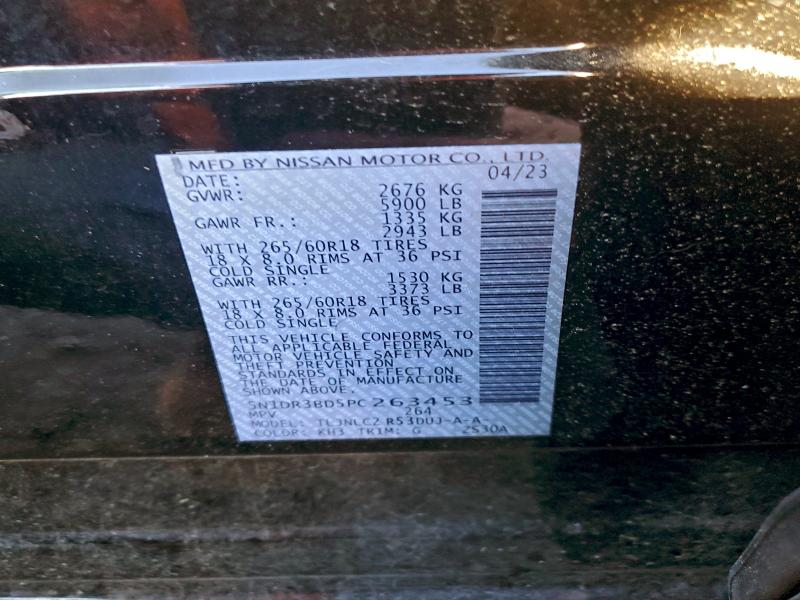 MFD BY NISSAN MOTOR CO., LTD.
DATE: 04/23
GVWR: 2676 KG
5900 LB
GAWR FR.: 1335 KG
2943 LB
WITH 265/60R18 TIRES
18 X 8.0 RIMS AT 36 PSI
COLD SINGLE
GAWR RR.: 1530 KG
3373 LB
WITH 265/60R18 TIRES
18 X 8.0 RIMS AT 36 PSI
COLD SINGLE
THIS VEHICLE CONFORMS TO
ALL APPLICABLE FEDERAL
MOTOR VEHICLE SAFETY AND
THEFT PREVENTION
STANDARDS IN EFFECT ON
THE DATE OF MANUFACTURE
SHOWN ABOVE.
5N1DR3BD5PC263453
MPV 264
MODEL: TLJNLC2 R53DUJ-A-A
COLOR: KH3 TRIM: G 2530A